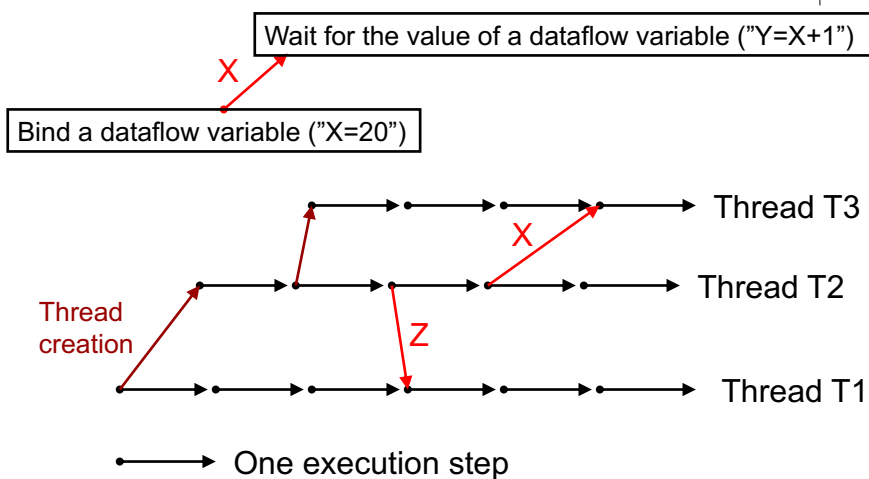 Wait for the value of a dataflow variable (”Y=X+1”)
X
Bind a dataflow variable (”X=20”)
Thread T3
X
Thread T2
Thread
creation
Z
Thread T1
One execution step